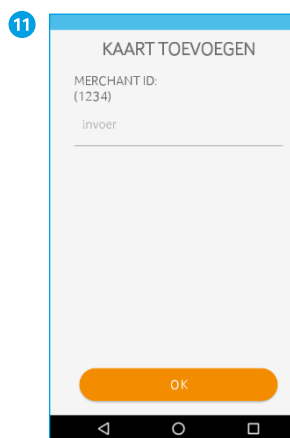 11
KAART TOEVOEGEN
MERCHANT ID:
(1234)
invoer
OK